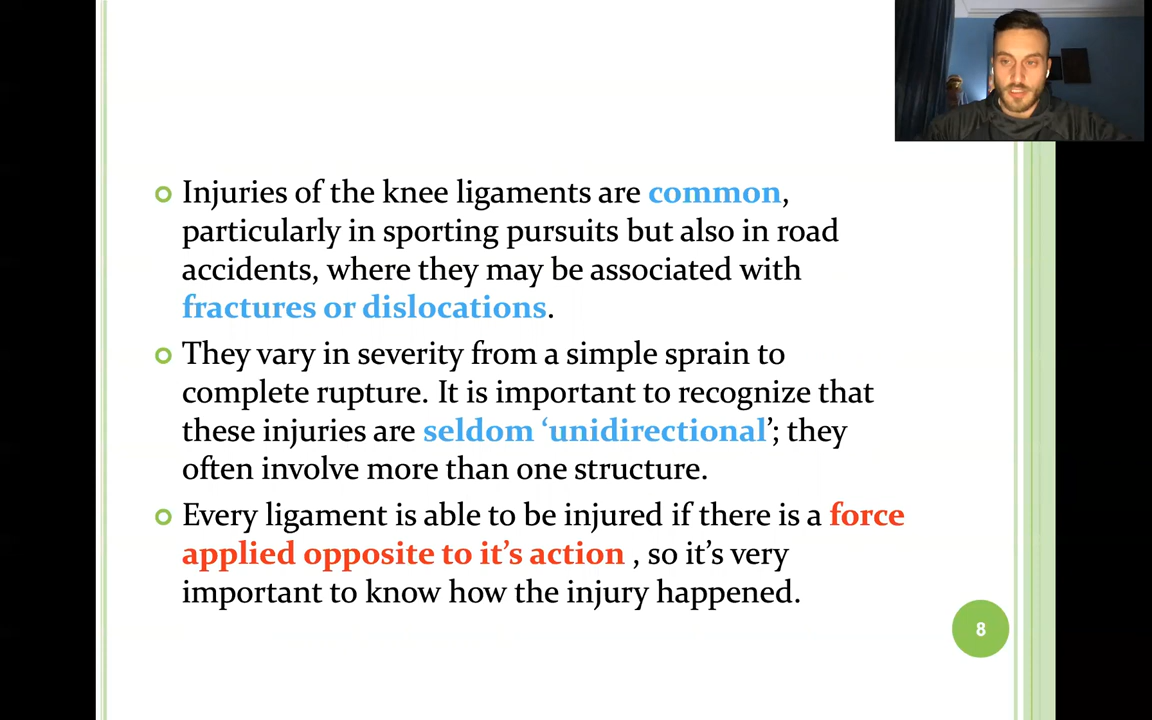 Injuries of the knee ligaments are common,
particularly in sporting pursuits but also in road
accidents, where they may be associated with
fractures or dislocations.
They vary in severity from a simple sprain to
complete rupture. It is important to recognize that
these injuries are seldom ‘unidirectional’; they
often involve more than one structure.
Every ligament is able to be injured if there is a force
applied opposite to it’s action , so it’s very
important to know how the injury happened.
8